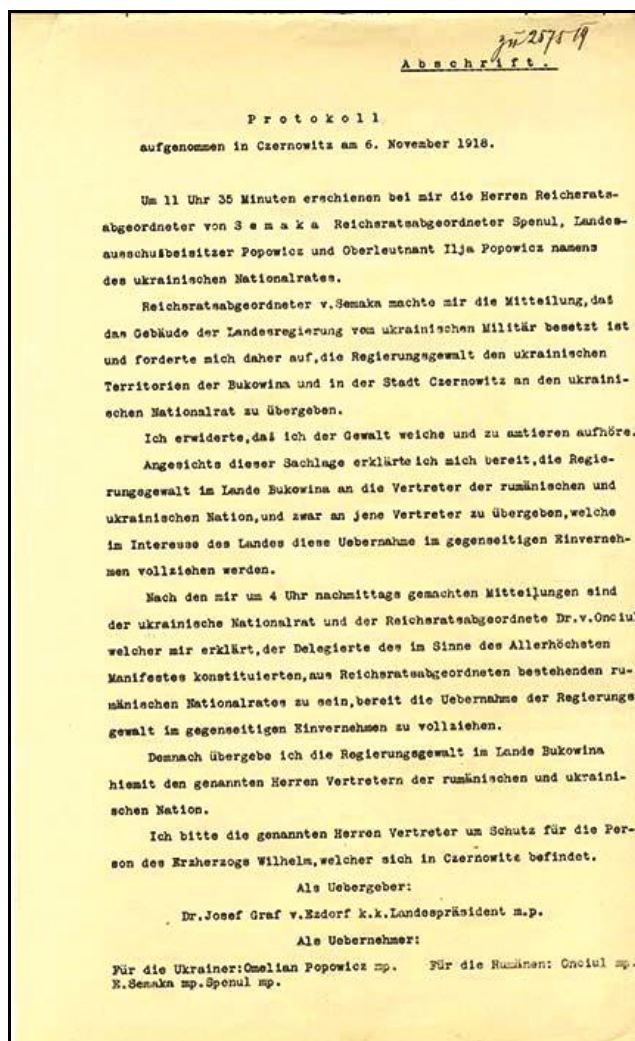 zu 2575/19
Abschrift.
Protokoll
aufgenommen in Czernowitz am 6. November 1918.
Um 11 Uhr 35 Minuten erschienen bei mir die Herren Reichsrats-
abgeordneter von Semaka Reichsratsabgeordneter Spenul, Landes-
ausschußbeisitzer Popowicz und Oberleutnant Ilja Popowicz namens
des ukrainischen Nationalrates.
Reichsratsabgeordneter v.Semaka machte mir die Mitteilung,daß
das Gebäude der Landesregierung vom ukrainischen Militär besetzt ist
und forderte mich daher auf,die Regierungsgewalt den ukrainischen
Territorien der Bukowina und in der Stadt Czernowitz an den ukraini-
schen Nationalrat zu übergeben.
Ich erwiderte,daß ich der Gewalt weiche und zu amtieren aufhöre.
Angesichts dieser Sachlage erklärte ich mich bereit,die Regie-
rungsgewalt im Lande Bukowina an die Vertreter der rumänischen und
ukrainischen Nation,und zwar an jene Vertreter zu übergeben,welche
im Interesse des Landes diese Uebernahme im gegenseitigen Einverneh-
men vollziehen werden.
Nach den mir um 4 Uhr nachmittags gemachten Mitteilungen sind
der ukrainische Nationalrat und der Reichsratsabgeordnete Dr.v.Onciul
welcher mir erklärt,der Delegierte des im Sinne des Allerhöchsten
Manifestes konstituierten,aus Reichsratsabgeordneten bestehenden ru-
mänischen Nationalrates zu sein,bereit die Uebernahme der Regierungs
gewalt im gegenseitigen Einvernehmen zu vollziehen.
Demnach übergebe ich die Regierungsgewalt im Lande Bukowina
hiemit den genannten Herren Vertretern der rumänischen und ukraini-
schen Nation.
Ich bitte die genannten Herren Vertreter um Schutz für die Per-
son des Erzherzogs Wilhelm,welcher sich in Czernowitz befindet.
Als Uebergeber:
Dr.Josef Graf v.Ezdorf k.k.Landespräsident m.p.
Als Uebernehmer:
Für die Ukrainer:Omelian Popowicz mp. Für die Rumänen: Onciul mp.
E.Semaka mp.Spenul mp.